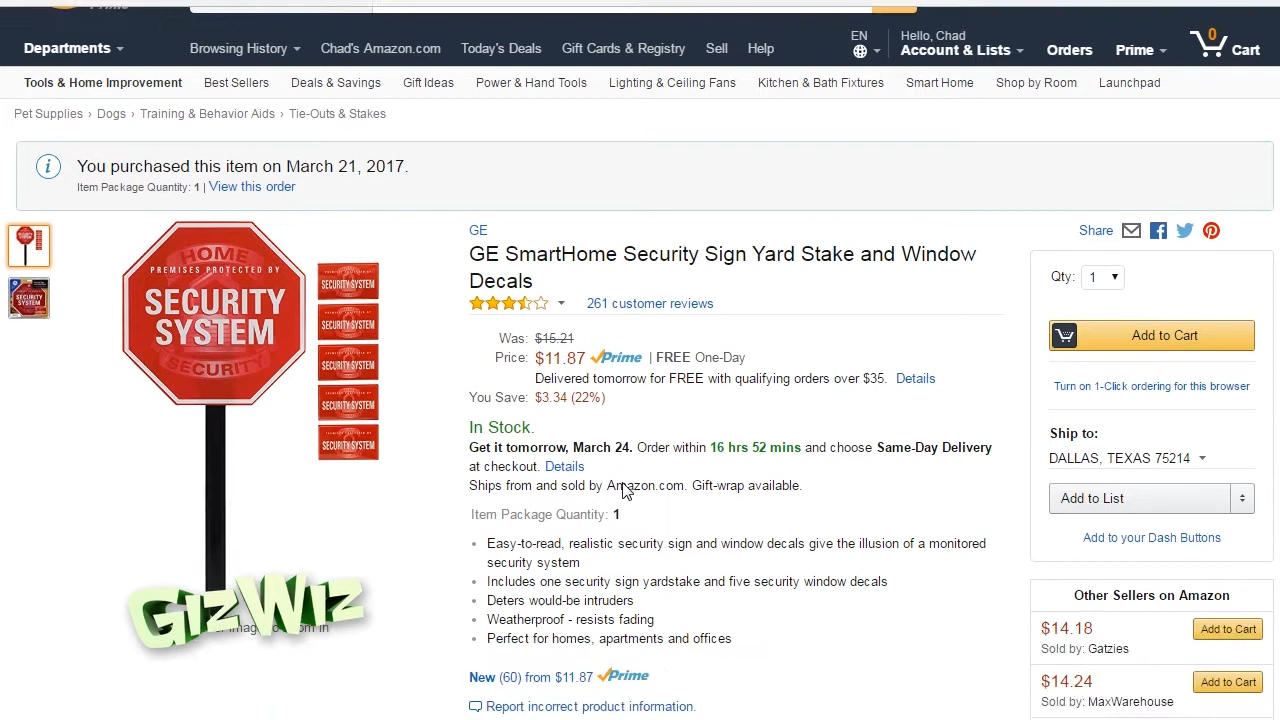 Prime
Departments
Browsing History
Chad's Amazon.com
Today's Deals
Gift Cards & Registry
Sell
Help
EN
Hello, Chad
Account & Lists
Orders
Prime
0
Cart
Tools & Home Improvement
Best Sellers
Deals & Savings
Gift Ideas
Power & Hand Tools
Lighting & Ceiling Fans
Kitchen & Bath Fixtures
Smart Home
Shop by Room
Launchpad
Pet Supplies › Dogs › Training & Behavior Aids › Tie-Outs & Stakes
You purchased this item on March 21, 2017.
Item Package Quantity: 1 | View this order
HOME
PREMISES PROTECTED BY
SECURITY
SYSTEM
SECURITY
SECURITY SYSTEM
SECURITY SYSTEM
SECURITY SYSTEM
SECURITY SYSTEM
SECURITY SYSTEM
GizWiz
GE
GE SmartHome Security Sign Yard Stake and Window
Decals
261 customer reviews
Was: $15.21
Price: $11.87 Prime | FREE One-Day
Delivered tomorrow for FREE with qualifying orders over $35. Details
You Save: $3.34 (22%)
In Stock.
Get it tomorrow, March 24. Order within 16 hrs 52 mins and choose Same-Day Delivery
at checkout. Details
Ships from and sold by Amazon.com. Gift-wrap available.
Item Package Quantity: 1
Easy-to-read, realistic security sign and window decals give the illusion of a monitored
security system
Includes one security sign yardstake and five security window decals
Deters would-be intruders
Weatherproof - resists fading
Perfect for homes, apartments and offices
New (60) from $11.87 Prime
Report incorrect product information.
Share
Qty: 1
Add to Cart
Turn on 1-Click ordering for this browser
Ship to:
DALLAS, TEXAS 75214
Add to List
Add to your Dash Buttons
Other Sellers on Amazon
$14.18
Add to Cart
Sold by: Gatzies
$14.24
Add to Cart
Sold by: MaxWarehouse